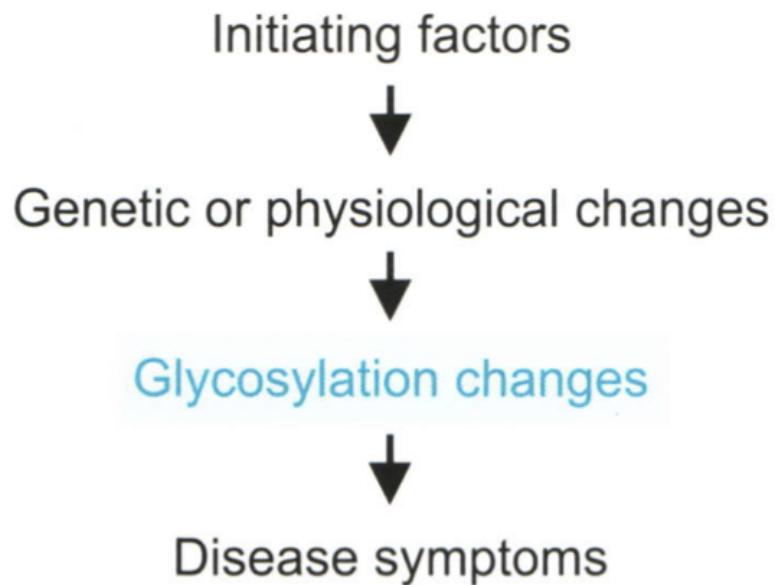 Initiating factors
Genetic or physiological changes
Glycosylation changes
Disease symptoms